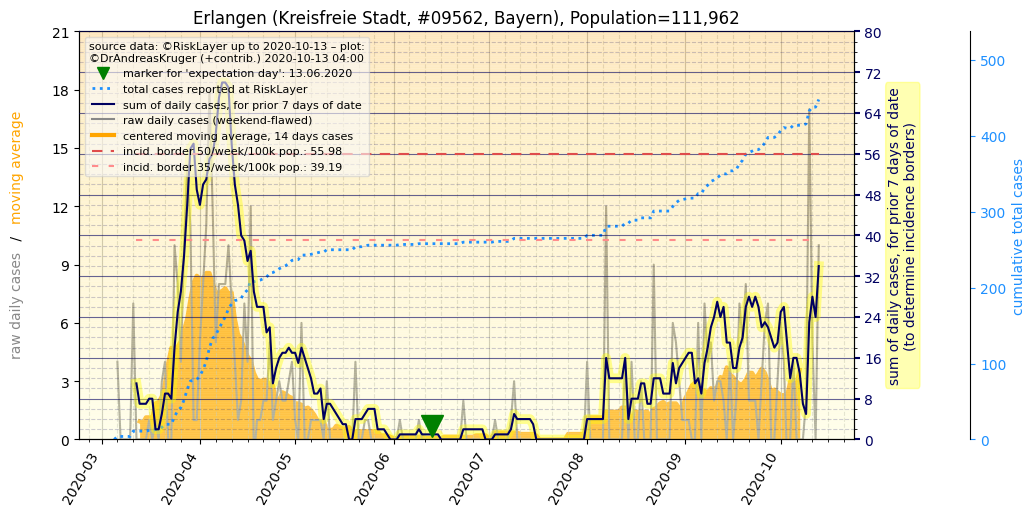 Erlangen (Kreisfreie Stadt, #09562, Bayern), Population=111,962
source data: ©RiskLayer up to 2020-10-13 – plot:
©DrAndreasKruger (+contrib.) 2020-10-13 04:00
marker for 'expectation day': 13.06.2020
total cases reported at RiskLayer
sum of daily cases, for prior 7 days of date
raw daily cases (weekend-flawed)
centered moving average, 14 days cases
incid. border 50/week/100k pop.: 55.98
incid. border 35/week/100k pop.: 39.19
raw daily cases / moving average
21
18
15
12
9
6
3
0
80
72
64
56
48
40
32
24
16
8
0
sum of daily cases, for prior 7 days of date
(to determine incidence borders)
500
400
300
200
100
0
cumulative total cases
2020-03
2020-04
2020-05
2020-06
2020-07
2020-08
2020-09
2020-10